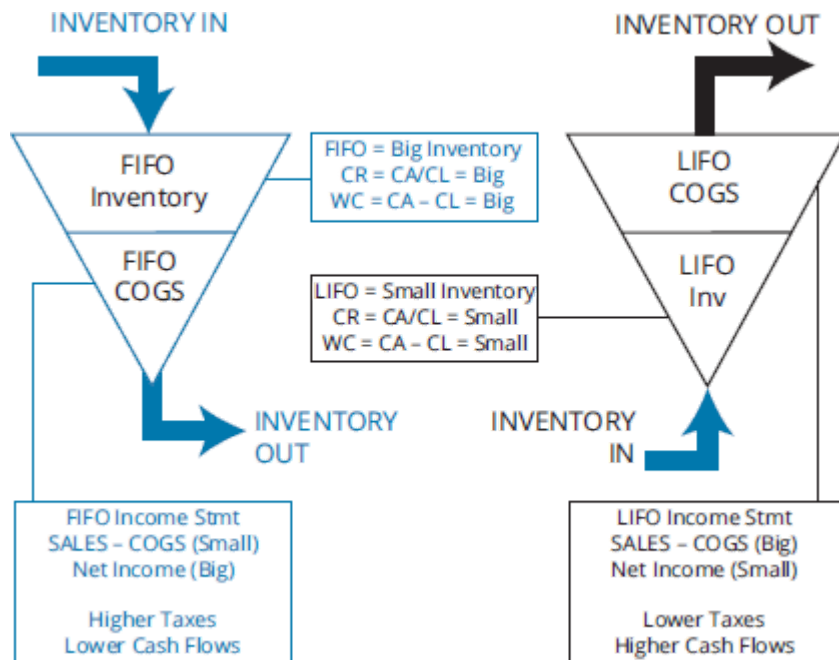 INVENTORY IN
INVENTORY OUT
FIFO
Inventory
FIFO
COGS
FIFO = Big Inventory
CR = CA/CL = Big
WC = CA – CL = Big
LIFO
COGS
LIFO
Inv
LIFO = Small Inventory
CR = CA/CL = Small
WC = CA – CL = Small
INVENTORY
OUT
INVENTORY
IN
FIFO Income Stmt
SALES – COGS (Small)
Net Income (Big)
Higher Taxes
Lower Cash Flows
LIFO Income Stmt
SALES – COGS (Big)
Net Income (Small)
Lower Taxes
Higher Cash Flows